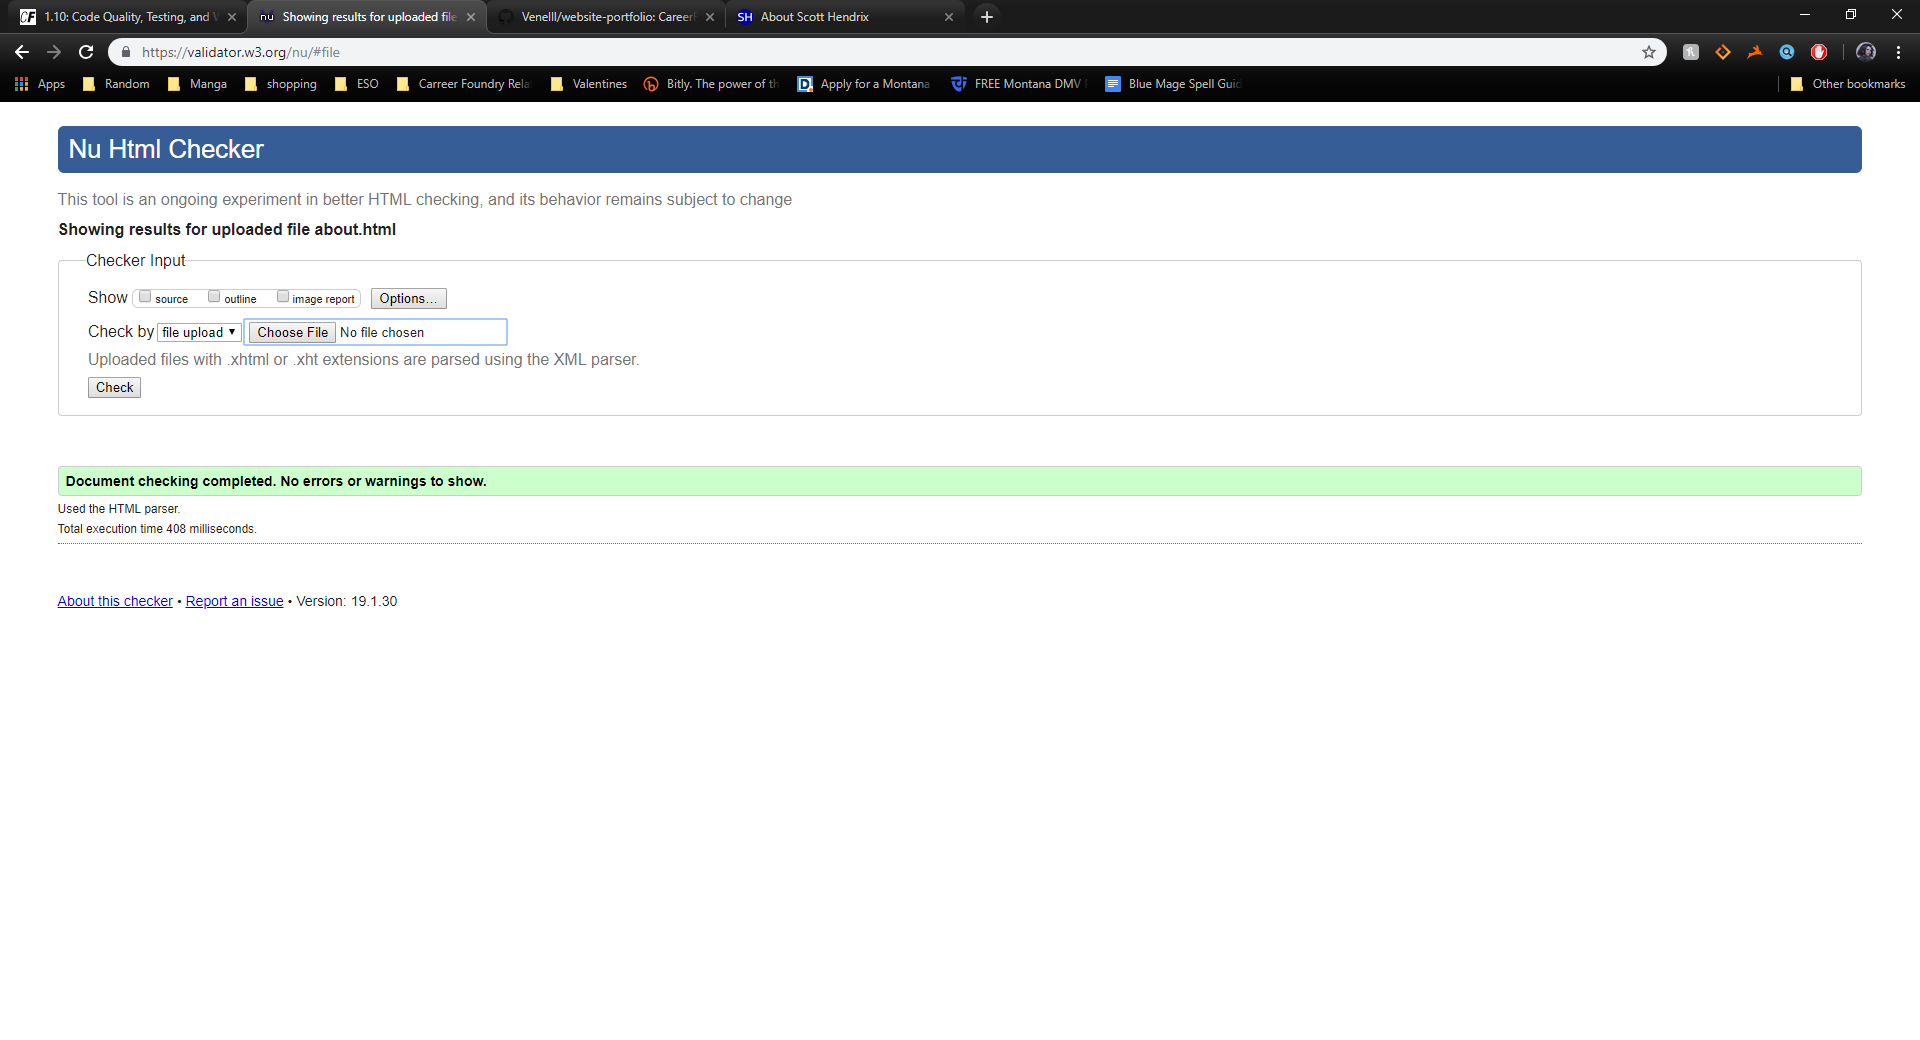 CF 1.10: Code Quality, Testing, and W
nu Showing results for uploaded file
Venelll/website-portfolio: Career
SH About Scott Hendrix
https://validator.w3.org/nu/#file
Apps Random Manga shopping ESO Carreer Foundry Rela Valentines Bitly. The power of th Apply for a Montana FREE Montana DMV Blue Mage Spell Guid Other bookmarks
Nu Html Checker
This tool is an ongoing experiment in better HTML checking, and its behavior remains subject to change
Showing results for uploaded file about.html
Checker Input
Show source outline image report Options...
Check by file upload Choose File No file chosen
Uploaded files with .xhtml or .xht extensions are parsed using the XML parser.
Check
Document checking completed. No errors or warnings to show.
Used the HTML parser.
Total execution time 408 milliseconds.
About this checker • Report an issue • Version: 19.1.30